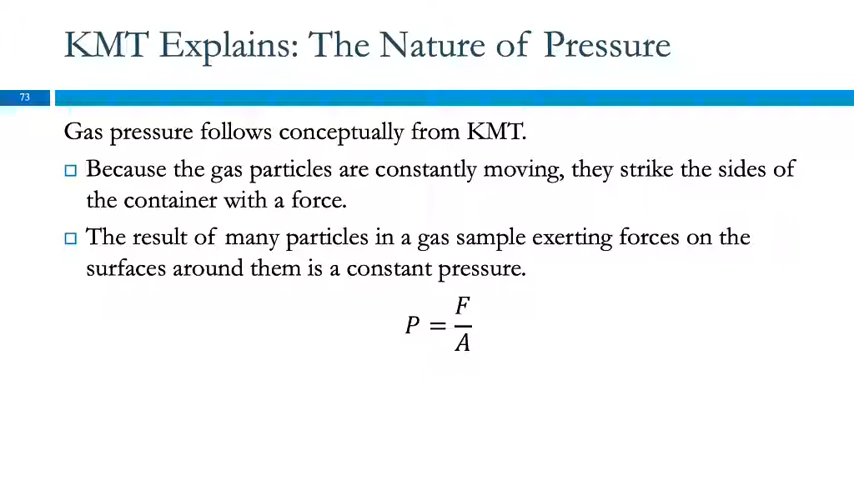 KMT Explains: The Nature of Pressure
73
Gas pressure follows conceptually from KMT.
Because the gas particles are constantly moving, they strike the sides of
the container with a force.
The result of many particles in a gas sample exerting forces on the
surfaces around them is a constant pressure.
P = F/A